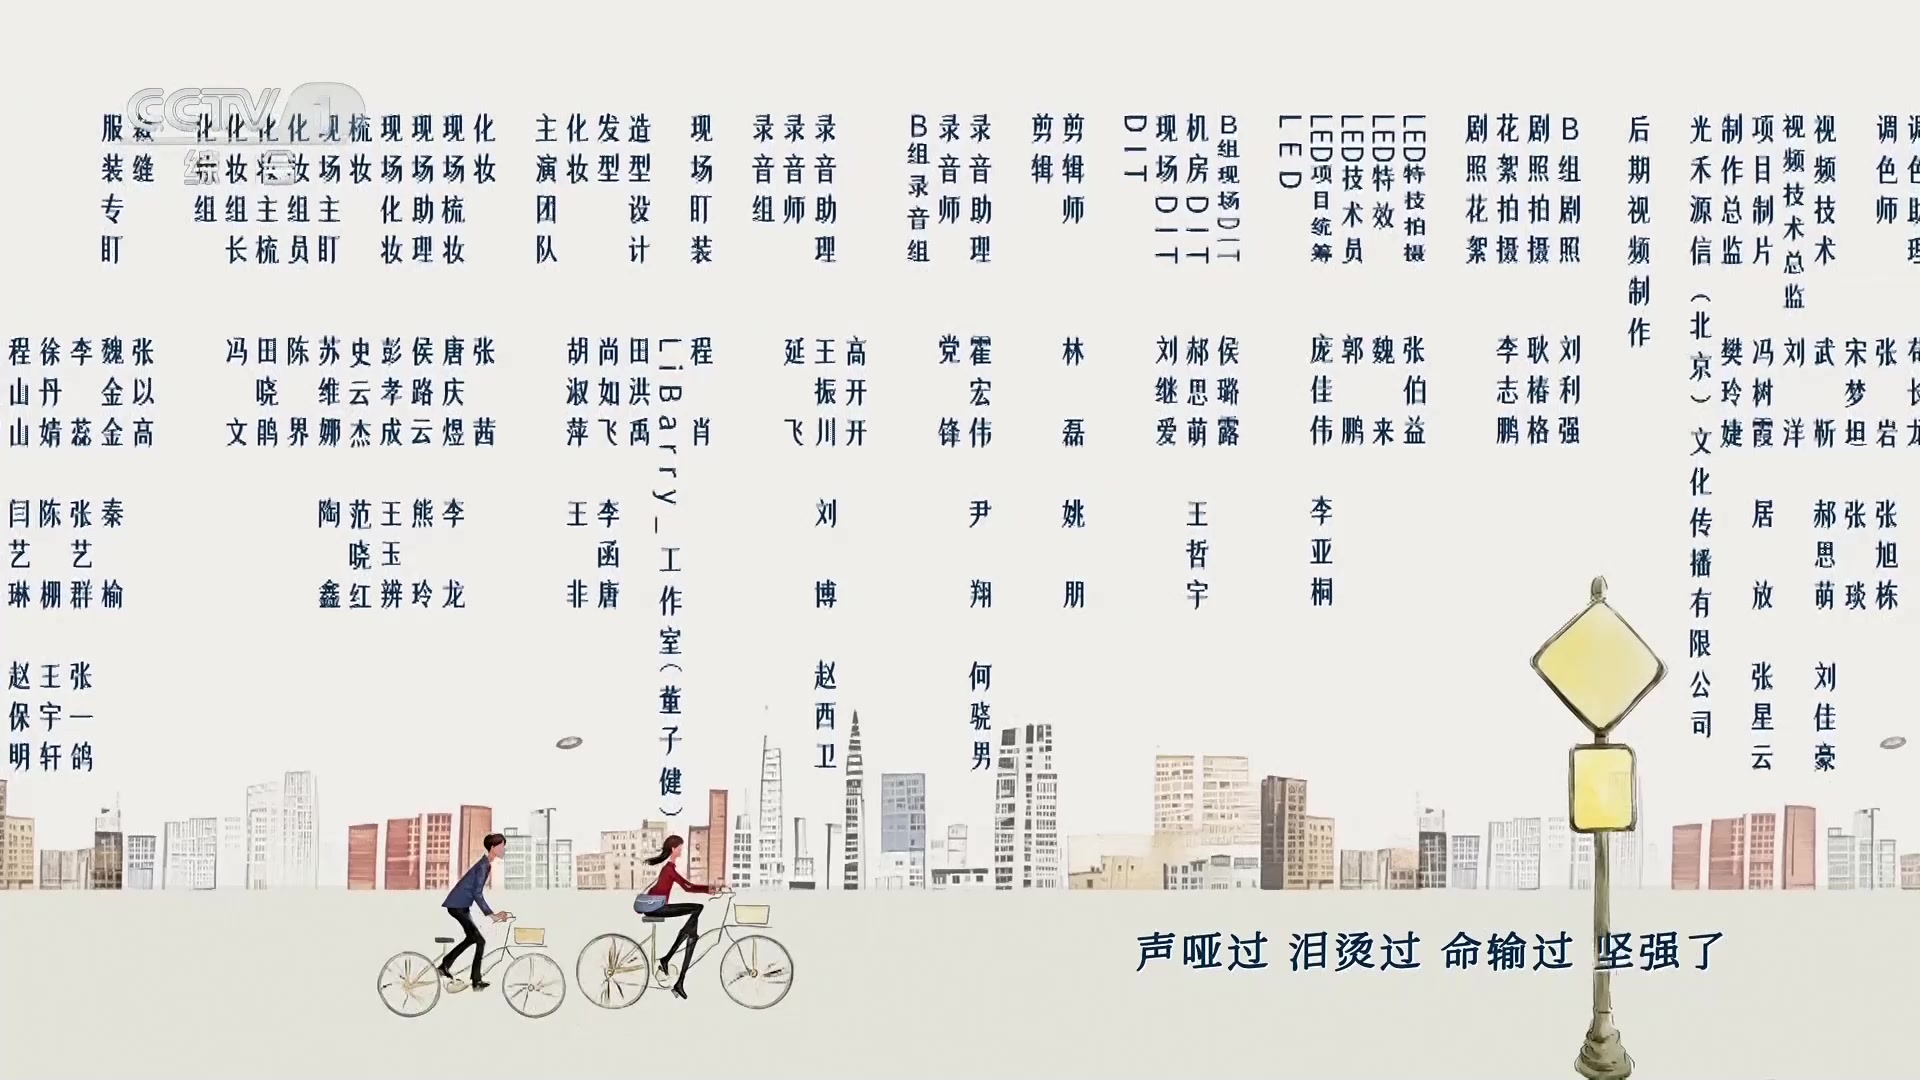 CCTV 1
综合
程山山 闫艺琳 赵保明
徐丹婧 陈棚 王宇轩
李蕊 张艺群 张一鸽
服装专盯 魏金金 秦榆
裁缝 张以高
化妆组
化妆组长 冯文
化妆主梳 田晓鹃
化妆组员 陈界
现场主盯 苏维娜 陶鑫
梳妆 史云杰 范晓红
现场化妆 彭孝成 王玉辨
现场助理 侯路云 熊玲
现场梳妆 唐庆煜 李龙
化妆 张茜
主演团队
化妆 胡淑萍 王非
发型 尚如飞 李函唐
造型设计 田洪禹
LiBarry_工作室(董子健)
现场盯装 程肖
录音组
录音师 延飞
录音助理 王振川 刘博 赵西卫
高开开
B组录音组
录音师 党锋
录音助理 霍宏伟 尹翔 何骁男
剪辑
剪辑师 林磊 姚朋
DIT
现场DIT 刘继爱
机房DIT 郝思萌 王哲宇
B组现场DIT 侯璐露
LED
LED项目统筹 庞佳伟 李亚桐
LED技术员 郭鹏
LED特效 魏来
LED特技拍摄 张伯益
剧照花絮
花絮拍摄 李志鹏
剧照拍摄 耿椿格
B组剧照 刘利强
后期视频制作
光禾源信(北京)文化传播有限公司
制作总监 樊玲婕
项目制片 冯树霞 居放 张星云
视频技术总监 刘洋
视频技术 武靳 郝思萌 刘佳豪
宋梦坦 张琰
调色师 张岩 张旭栋
声哑过 泪烫过 命输过 坚强了